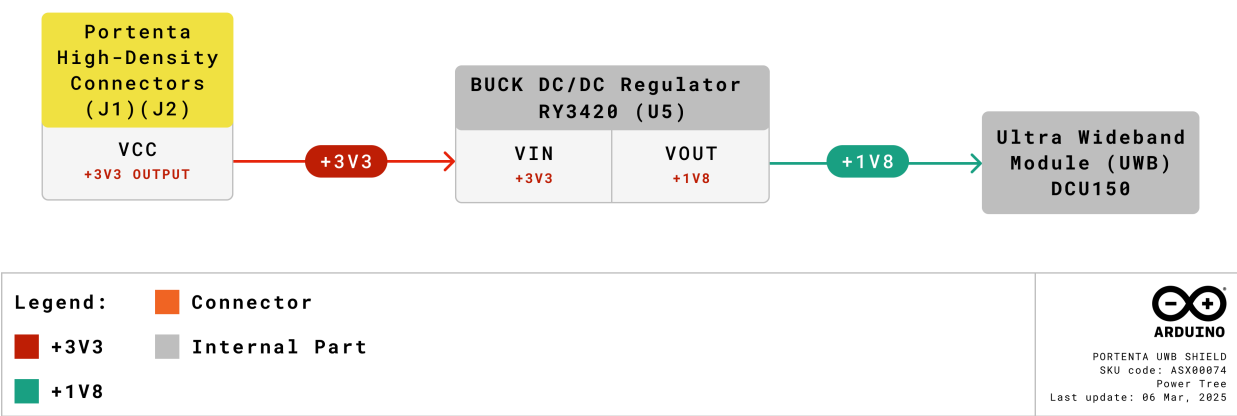 Portenta
High-Density
Connectors
(J1)(J2)
VCC
+3V3 OUTPUT
+3V3
BUCK DC/DC Regulator
RY3420 (U5)
VIN
+3V3
VOUT
+1V8
+1V8
Ultra Wideband
Module (UWB)
DCU150
Legend:
Connector
+3V3
Internal Part
+1V8
ARDUINO
PORTENTA UWB SHIELD
SKU code: ASX00074
Power Tree
Last update: 06 Mar, 2025